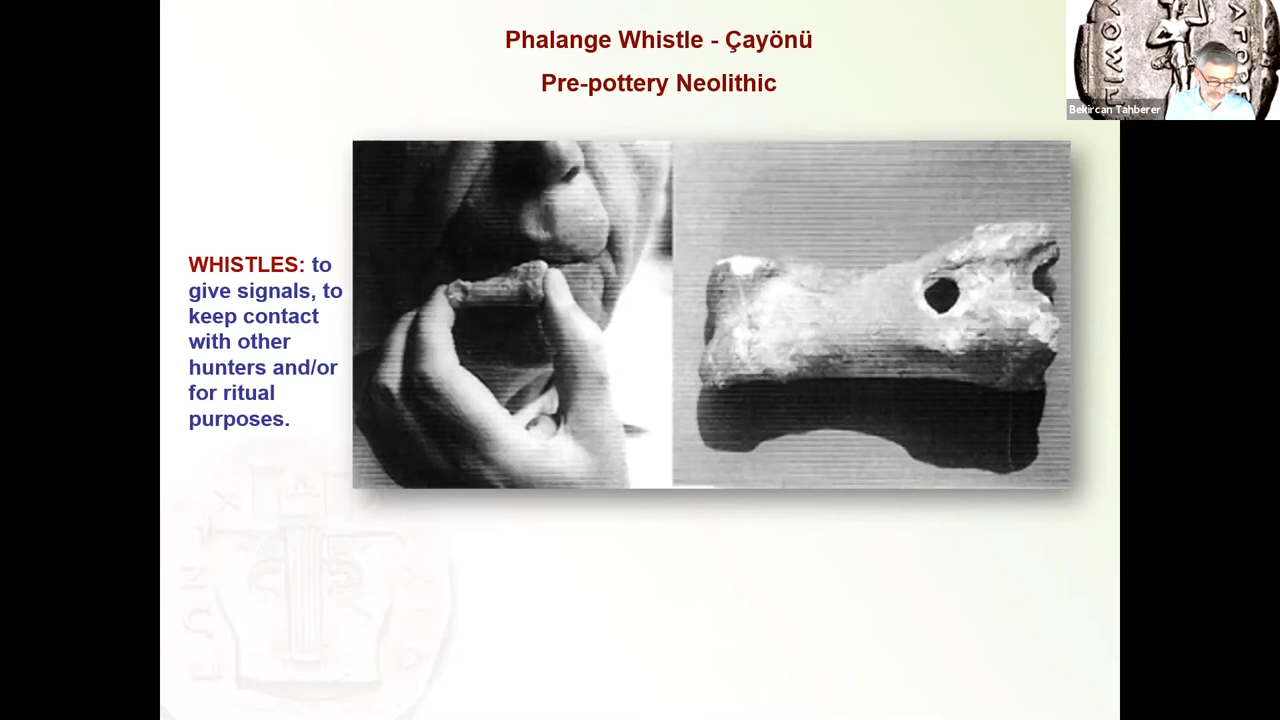 Phalange Whistle - Çayönü
Pre-pottery Neolithic
Bekircan Tahberer
WHISTLES: to
give signals, to
keep contact
with other
hunters and/or
for ritual
purposes.